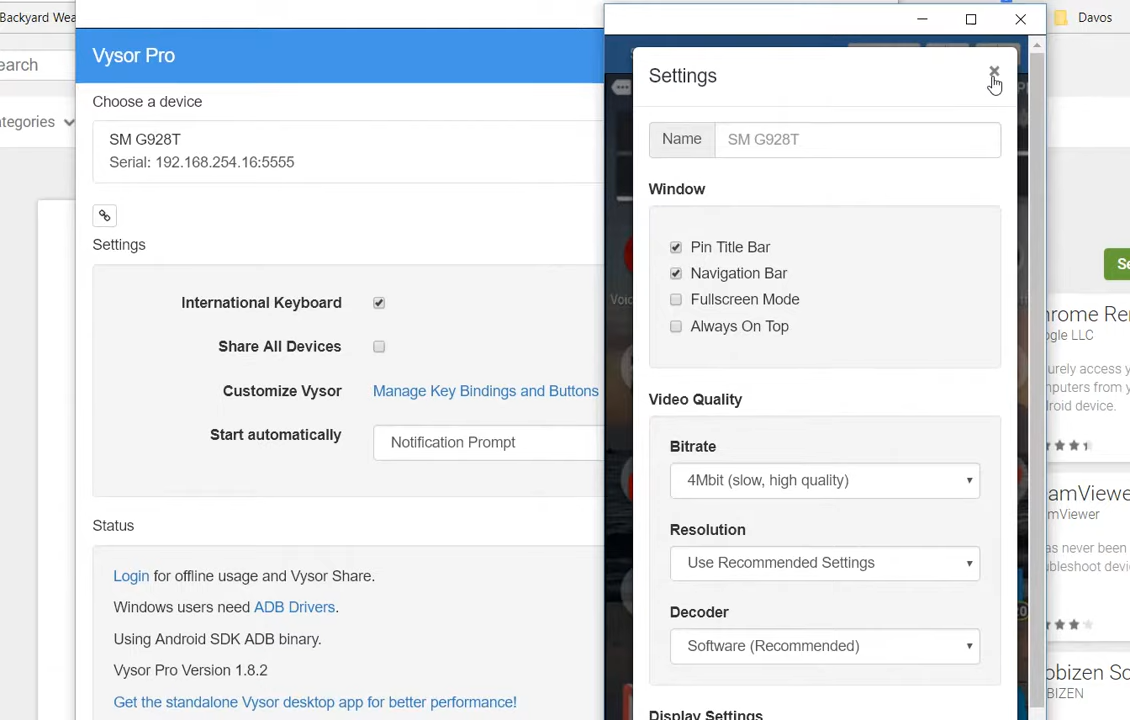 Backyard Wea
Davos
earch
ategories
Vysor Pro
Choose a device
SM G928T
Serial: 192.168.254.16:5555
Settings
International Keyboard
Share All Devices
Customize Vysor Manage Key Bindings and Buttons
Start automatically Notification Prompt
Status
Login for offline usage and Vysor Share.
Windows users need ADB Drivers.
Using Android SDK ADB binary.
Vysor Pro Version 1.8.2
Get the standalone Vysor desktop app for better performance!
Settings
×
Name SM G928T
Window
Pin Title Bar
Navigation Bar
Fullscreen Mode
Always On Top
Video Quality
Bitrate
4Mbit (slow, high quality)
Resolution
Use Recommended Settings
Decoder
Software (Recommended)
Display Settings
Voic
Se
hrome Re
ogle LLC
urely access y
nputers from y
droid device.
amViewe
mViewer
as never been
ubleshoot devi
obizen Sc
BIZEN